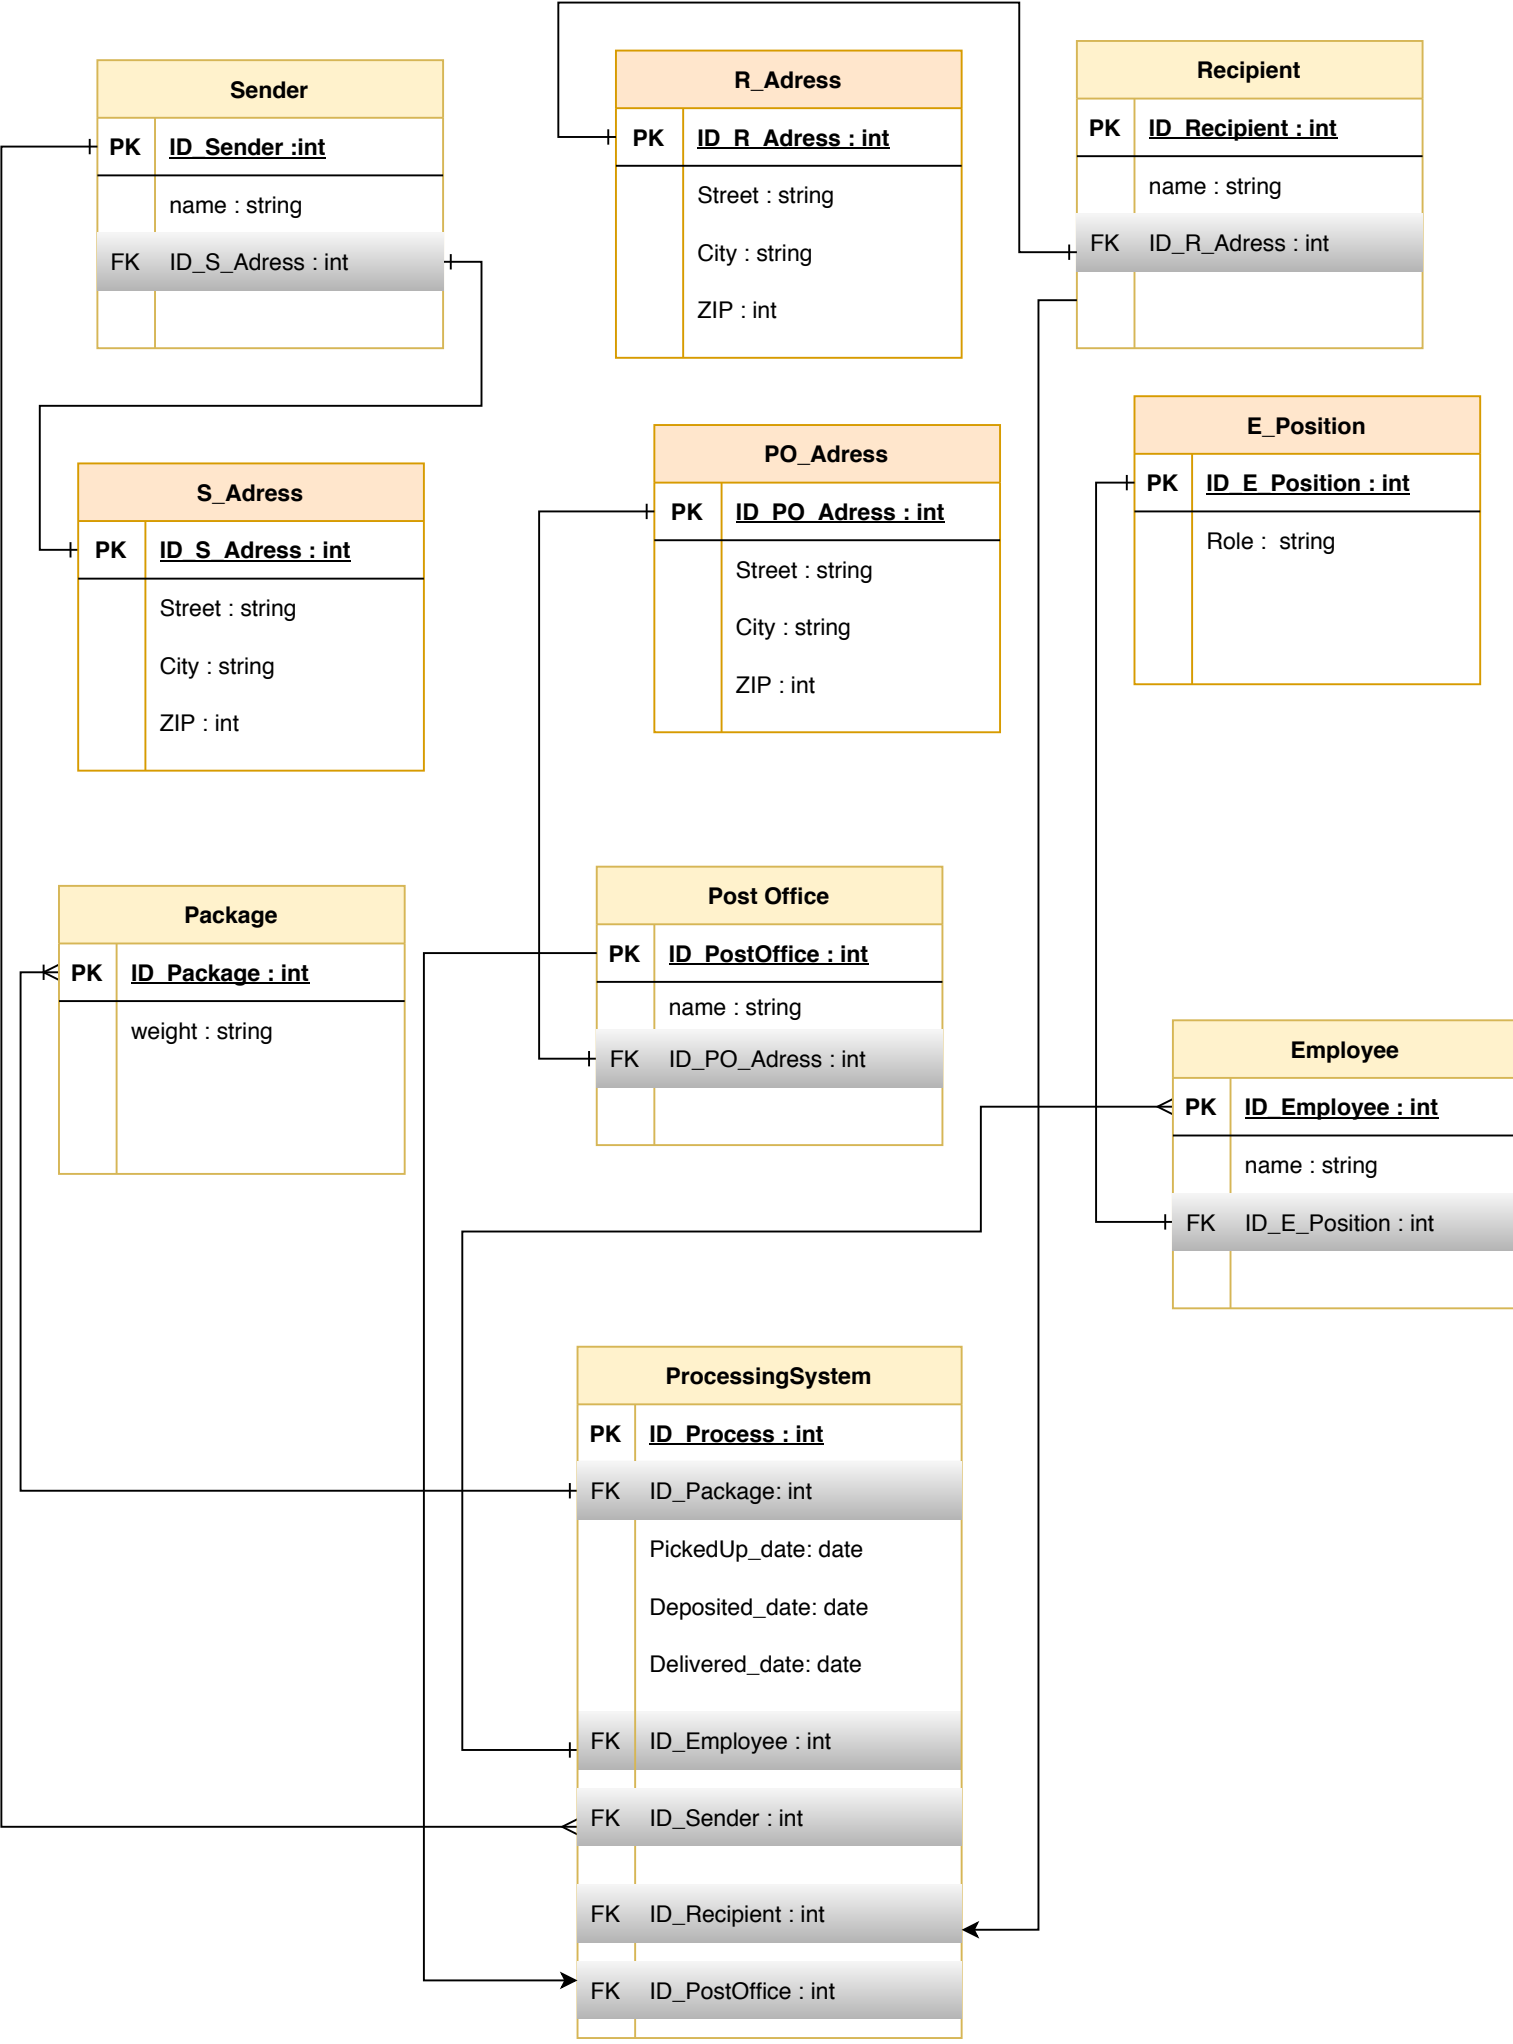 Sender
PK ID_Sender :int
name : string
FK ID_S_Adress : int
R_Adress
PK ID_R_Adress : int
Street : string
City : string
ZIP : int
Recipient
PK ID_Recipient : int
name : string
FK ID_R_Adress : int
S_Adress
PK ID_S_Adress : int
Street : string
City : string
ZIP : int
PO_Adress
PK ID_PO_Adress : int
Street : string
City : string
ZIP : int
E_Position
PK ID_E_Position : int
Role : string
Package
PK ID_Package : int
weight : string
Post Office
PK ID_PostOffice : int
name : string
FK ID_PO_Adress : int
Employee
PK ID_Employee : int
name : string
FK ID_E_Position : int
ProcessingSystem
PK ID_Process : int
FK ID_Package: int
PickedUp_date: date
Deposited_date: date
Delivered_date: date
FK ID_Employee : int
FK ID_Sender : int
FK ID_Recipient : int
FK ID_PostOffice : int